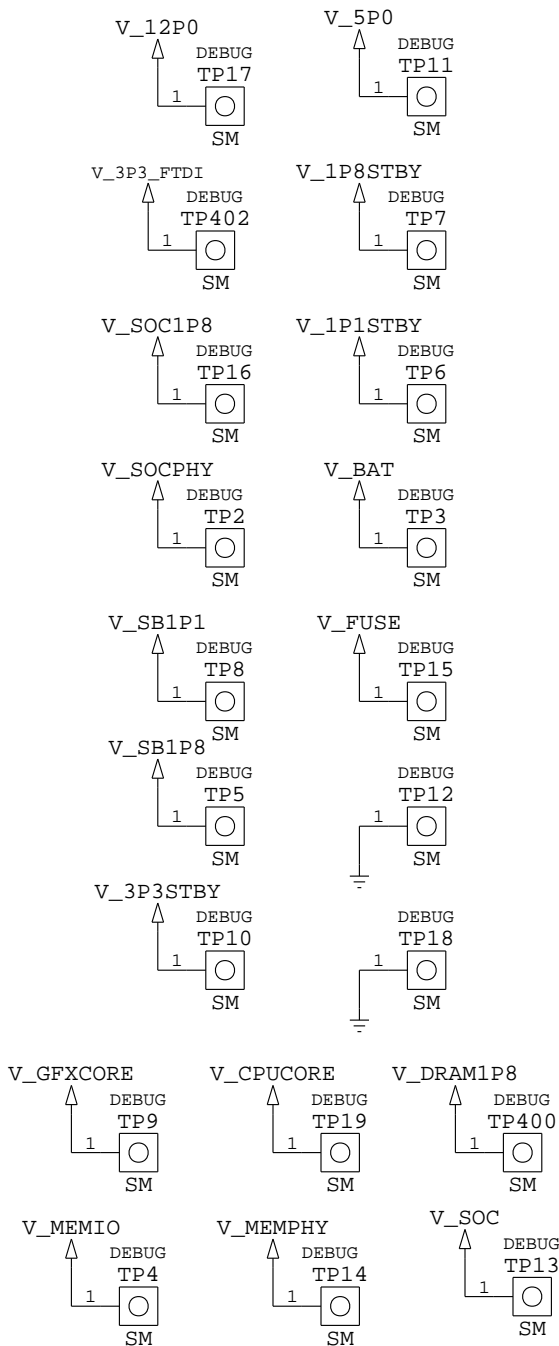 V_12P0
DEBUG
TP17
1
SM
V_5P0
DEBUG
TP11
1
SM
V_3P3_FTDI
DEBUG
TP402
1
SM
V_1P8STBY
DEBUG
TP7
1
SM
V_SOC1P8
DEBUG
TP16
1
SM
V_1P1STBY
DEBUG
TP6
1
SM
V_SOCPHY
DEBUG
TP2
1
SM
V_BAT
DEBUG
TP3
1
SM
V_SB1P1
DEBUG
TP8
1
SM
V_FUSE
DEBUG
TP15
1
SM
V_SB1P8
DEBUG
TP5
1
SM
DEBUG
TP12
1
SM
V_3P3STBY
DEBUG
TP10
1
SM
DEBUG
TP18
1
SM
V_GFXCORE
DEBUG
TP9
1
SM
V_CPUCORE
DEBUG
TP19
1
SM
V_DRAM1P8
DEBUG
TP400
1
SM
V_MEMIO
DEBUG
TP4
1
SM
V_MEMPHY
DEBUG
TP14
1
SM
V_SOC
DEBUG
TP13
1
SM